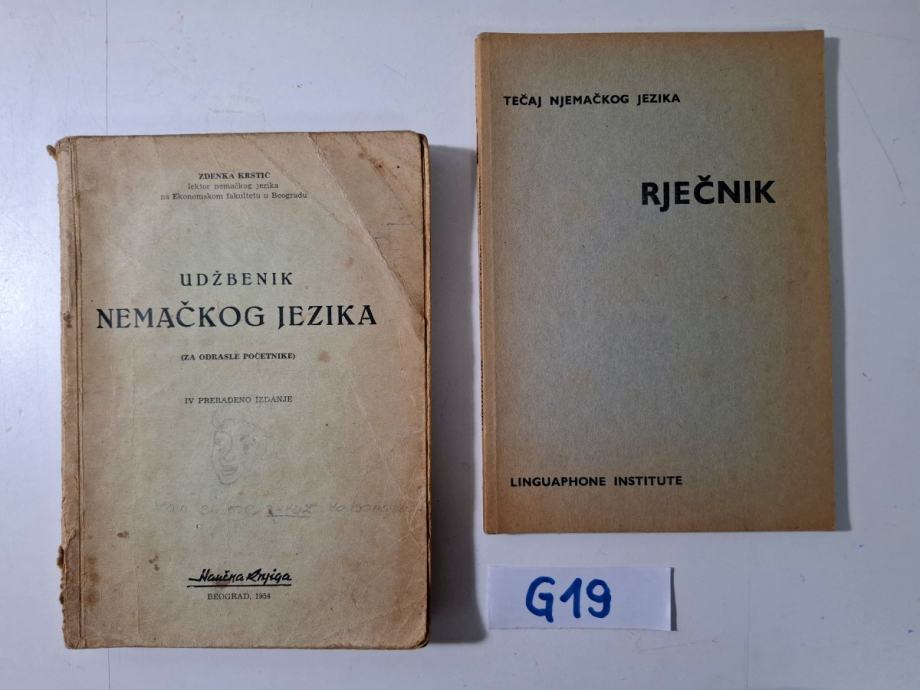 ZDENKA KRSTIĆ
lektor nemačkog jezika
na Ekonomskom fakultetu u Beogradu
UDŽBENIK
NEMAČKOG JEZIKA
(ZA ODRASLE POČETNIKE)
IV PRERAĐENO IZDANJE
Naučna Knjiga
BEOGRAD, 1954
TEČAJ NJEMAČKOG JEZIKA
RJEČNIK
LINGUAPHONE INSTITUTE
G19